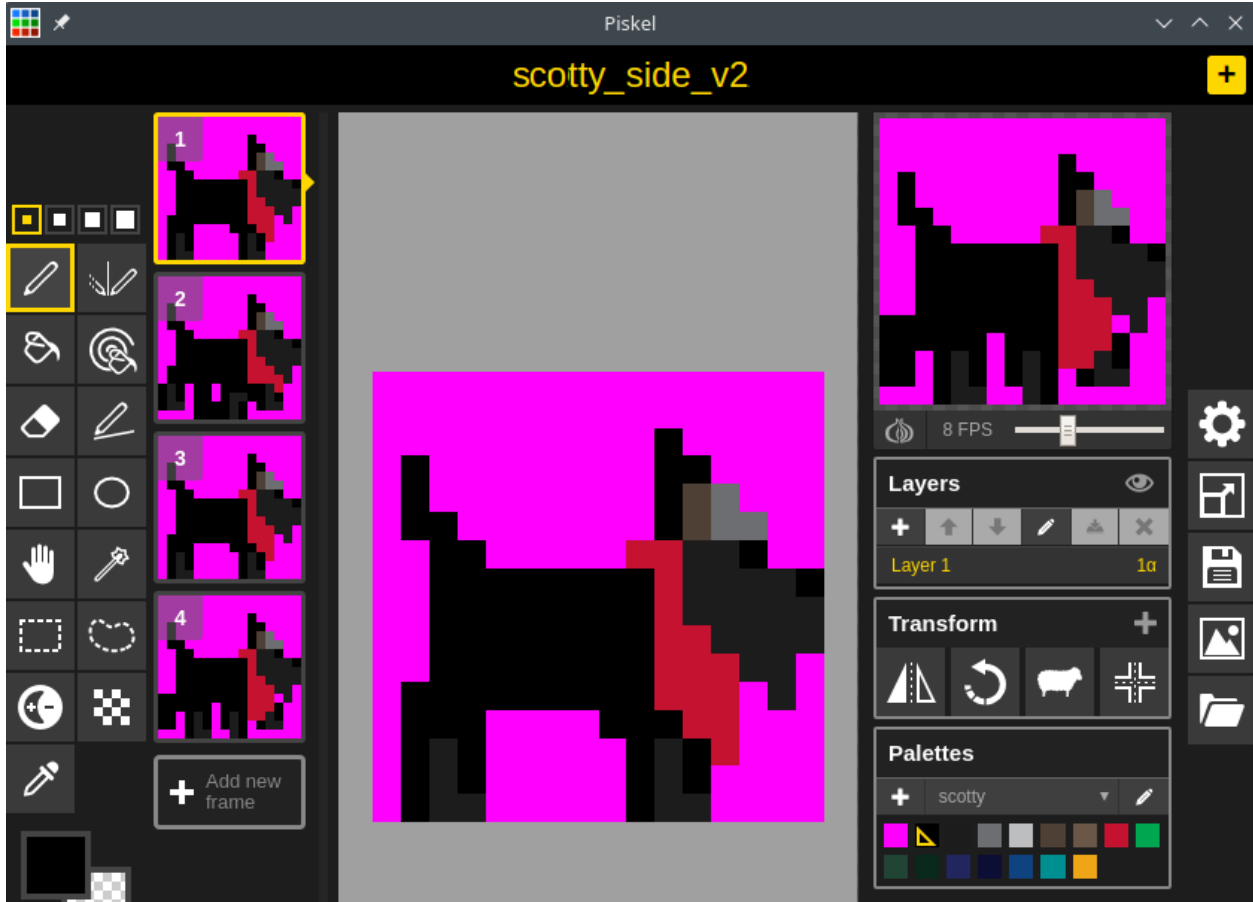 Piskel
scotty_side_v2
+
1
2
3
4
Add new
frame
8 FPS
Layers
Layer 1
1α
Transform
Palettes
scotty